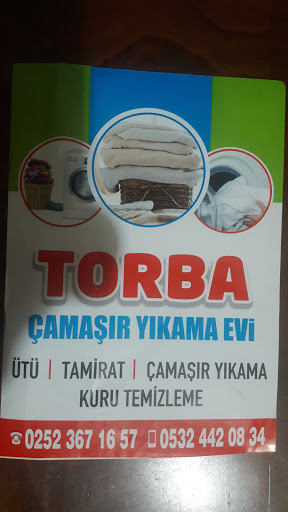 TORBA
ÇAMAŞIR YIKAMA EVİ
ÜTÜ | TAMİRAT | ÇAMAŞIR YIKAMA
KURU TEMİZLEME
0252 367 16 57 0532 442 08 34